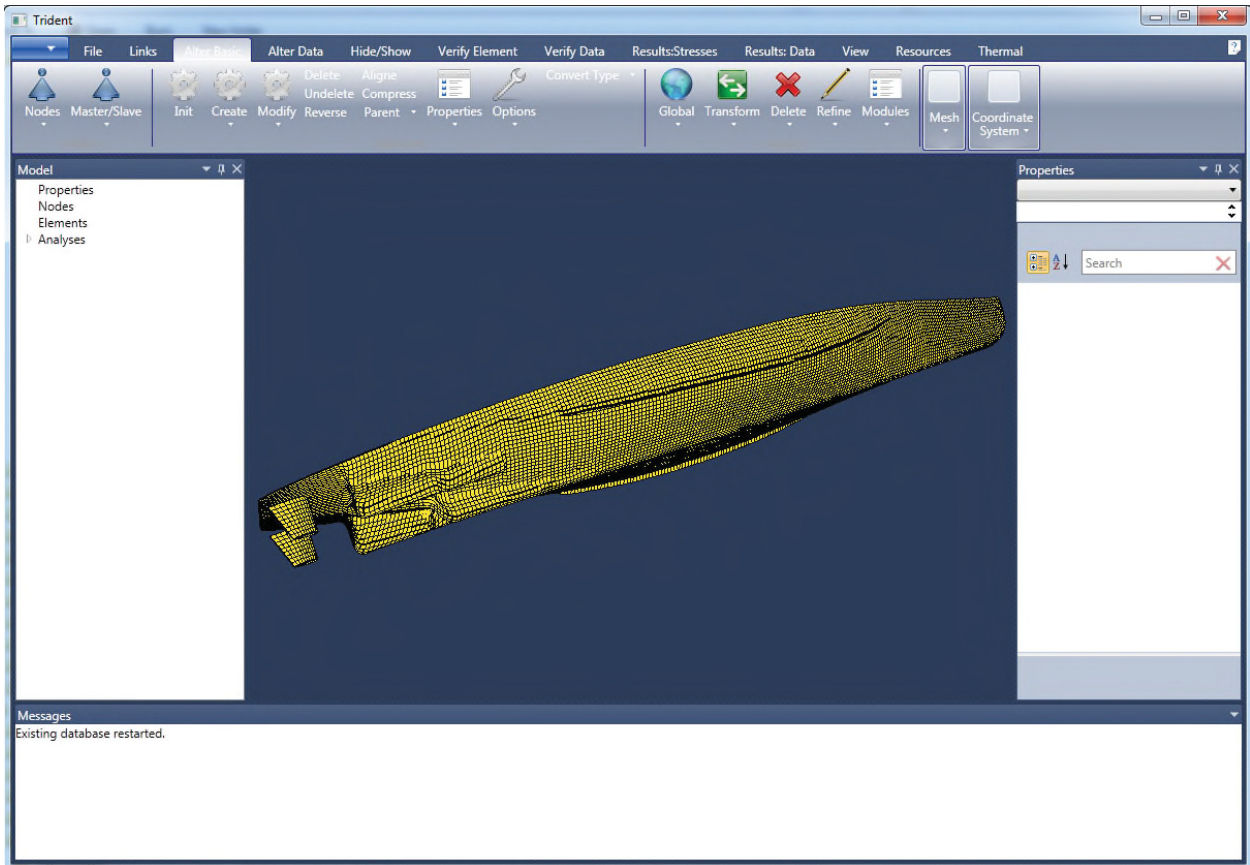 Trident
File Links Alter Basic Alter Data Hide/Show Verify Element Verify Data Results:Stresses Results: Data View Resources Thermal
Delete Aligne Convert Type
Undelete Compress
Nodes Master/Slave Init Create Modify Reverse Parent Properties Options Global Transform Delete Refine Modules Mesh Coordinate System
Model
Properties
Nodes
Elements
Analyses
Properties
A
Z
Search
Messages
Existing database restarted.